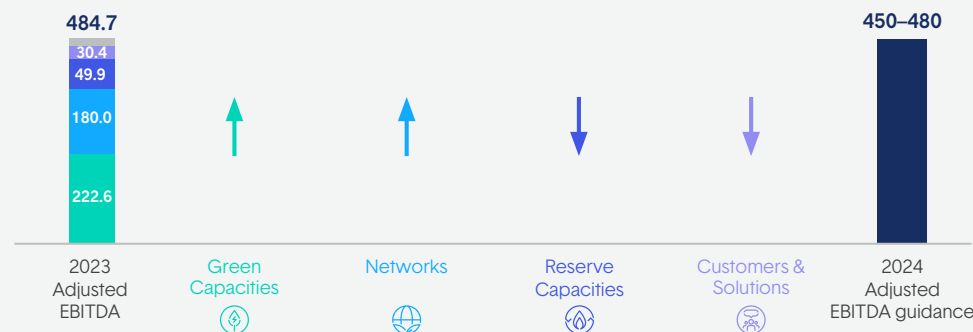 484.7
450–480
30.4
49.9
180.0
222.6
2023
Adjusted
EBITDA
Green
Capacities
Networks
Reserve
Capacities
Customers &
Solutions
2024
Adjusted
EBITDA guidance